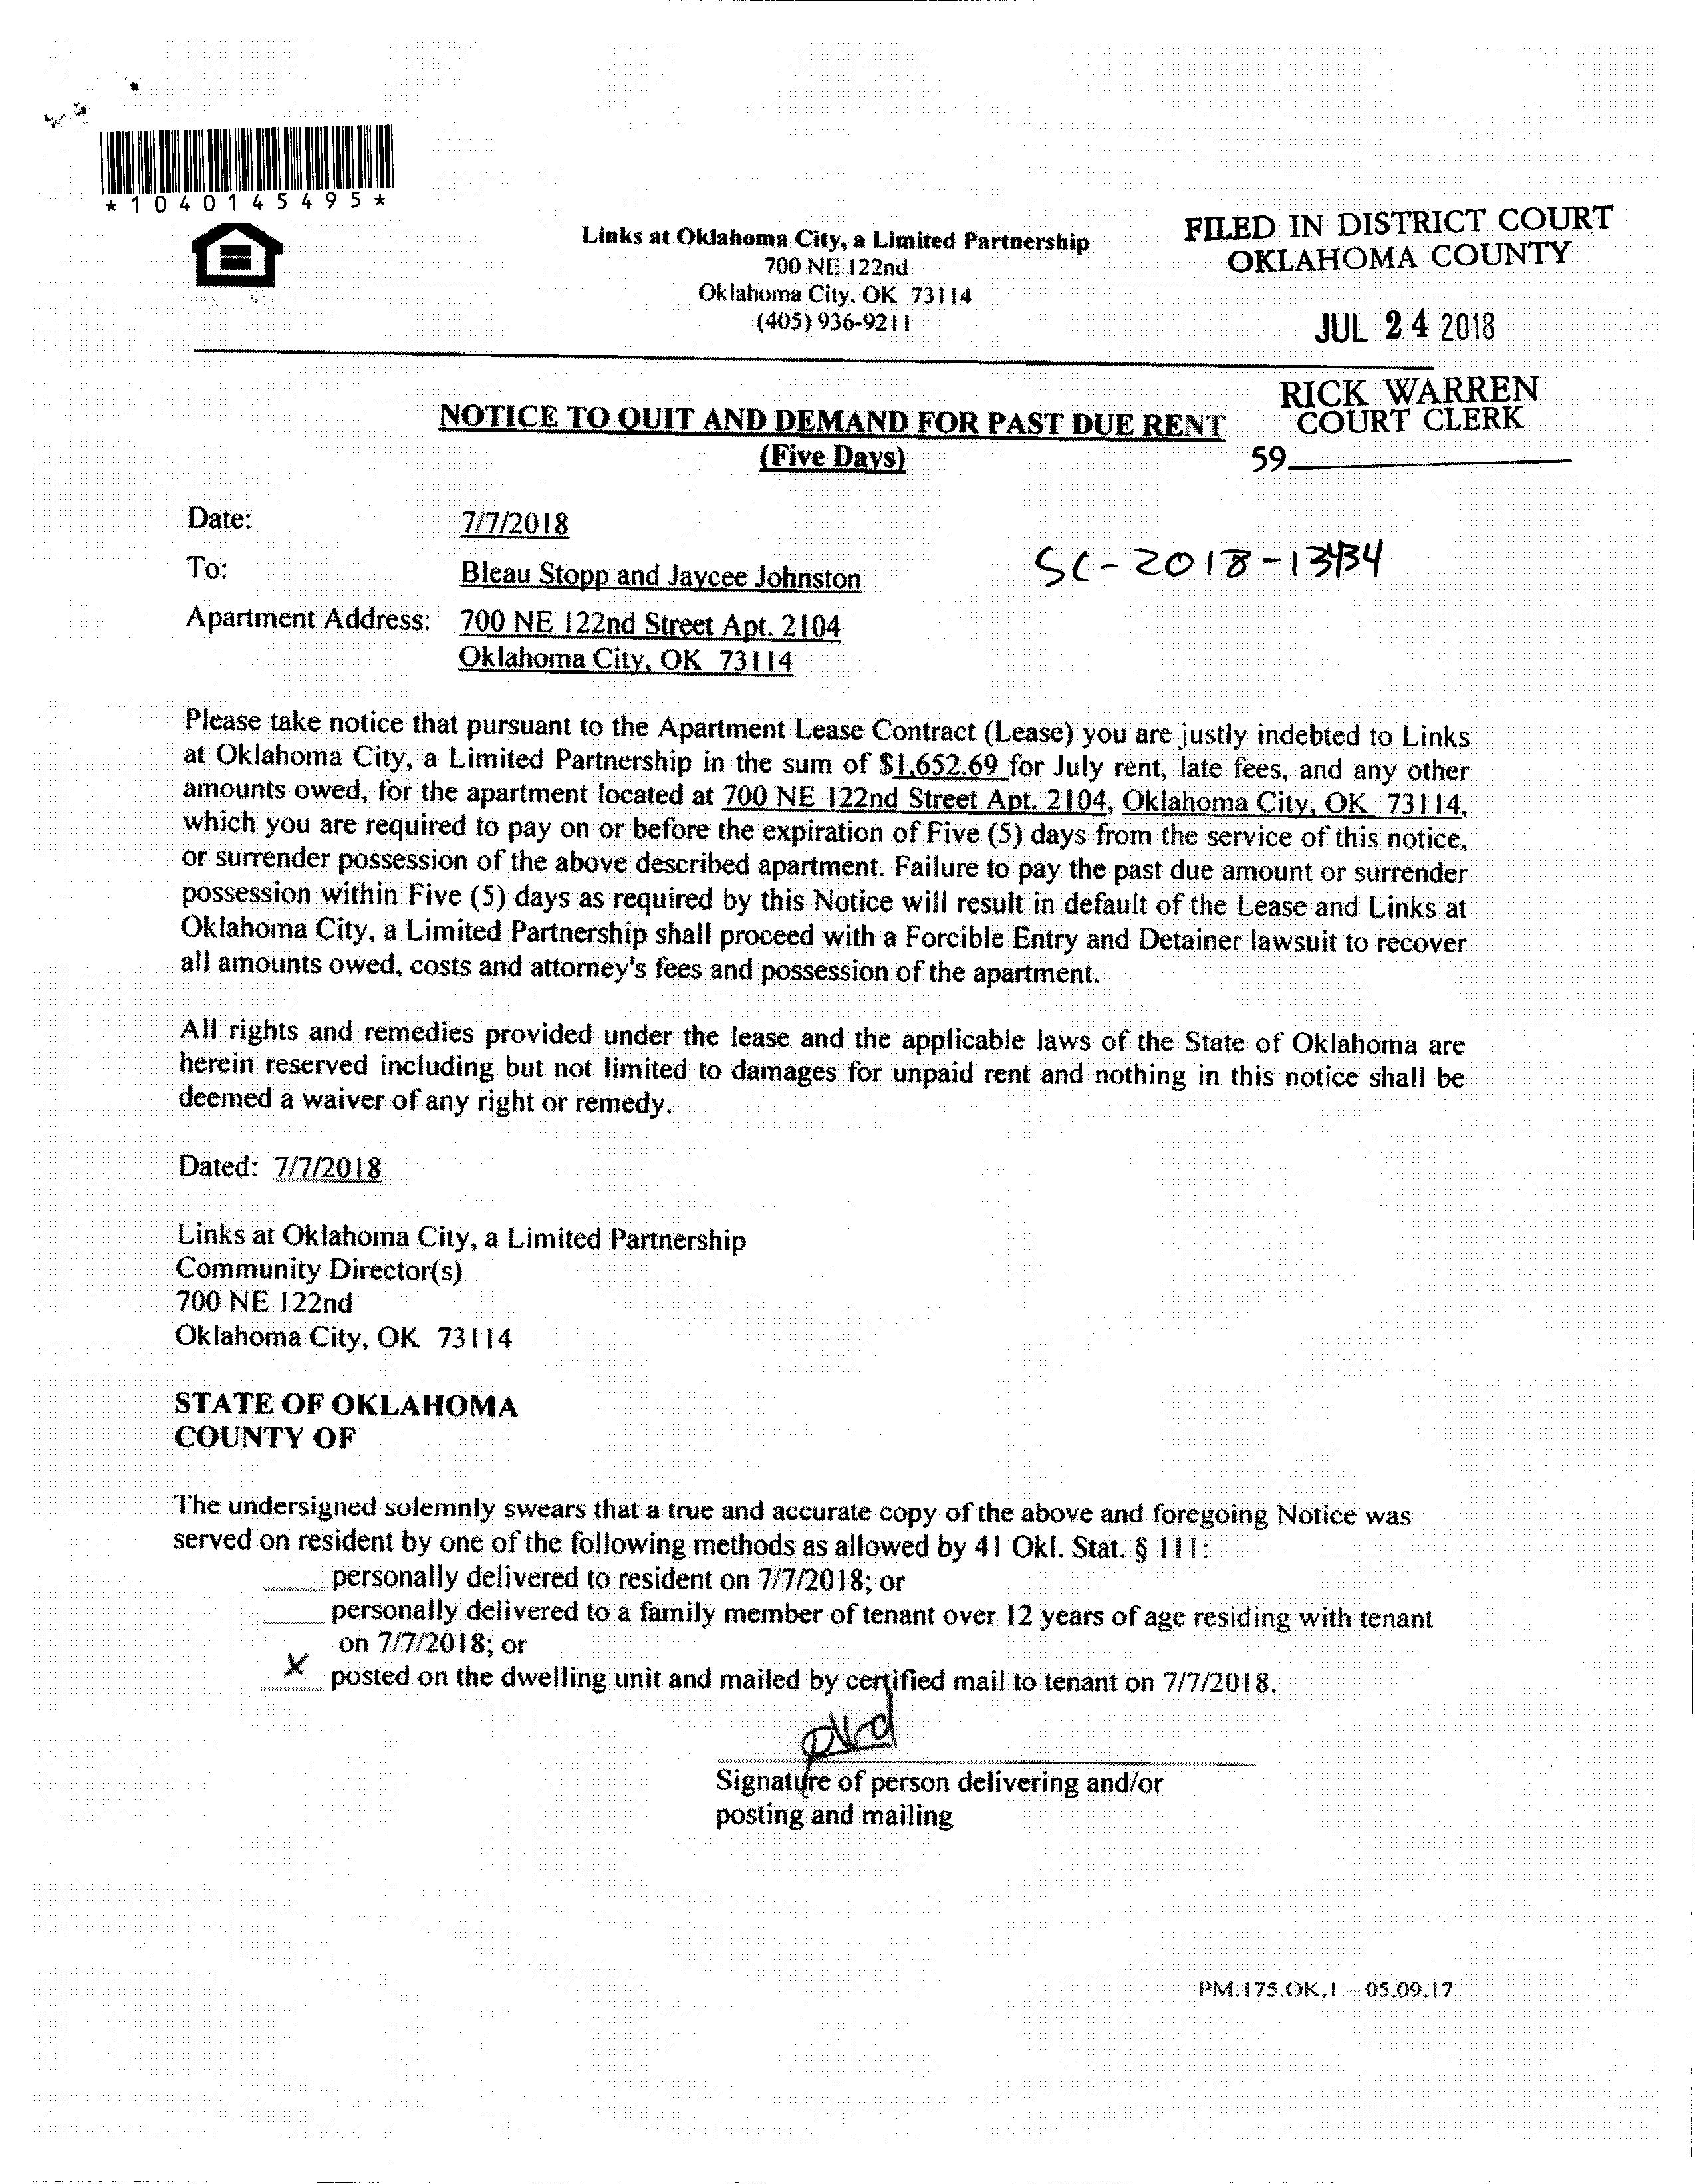 *1040145495*
Links at Oklahoma City, a Limited Partnership
700 NE 122nd
Oklahoma City, OK 73114
(405) 936-9211
FILED IN DISTRICT COURT
OKLAHOMA COUNTY
JUL 24 2018
RICK WARREN
COURT CLERK
59
NOTICE TO QUIT AND DEMAND FOR PAST DUE RENT
(Five Days)
Date: 7/7/2018
To: Bleau Stopp and Jaycee Johnston
SC-2018-13434
Apartment Address: 700 NE 122nd Street Apt. 2104
Oklahoma City, OK 73114
Please take notice that pursuant to the Apartment Lease Contract (Lease) you are justly indebted to Links
at Oklahoma City, a Limited Partnership in the sum of $1,652.69 for July rent, late fees, and any other
amounts owed, for the apartment located at 700 NE 122nd Street Apt. 2104, Oklahoma City, OK 73114,
which you are required to pay on or before the expiration of Five (5) days from the service of this notice,
or surrender possession of the above described apartment. Failure to pay the past due amount or surrender
possession within Five (5) days as required by this Notice will result in default of the Lease and Links at
Oklahoma City, a Limited Partnership shall proceed with a Forcible Entry and Detainer lawsuit to recover
all amounts owed, costs and attorney's fees and possession of the apartment.
All rights and remedies provided under the lease and the applicable laws of the State of Oklahoma are
herein reserved including but not limited to damages for unpaid rent and nothing in this notice shall be
deemed a waiver of any right or remedy.
Dated: 7/7/2018
Links at Oklahoma City, a Limited Partnership
Community Director(s)
700 NE 122nd
Oklahoma City, OK 73114
STATE OF OKLAHOMA
COUNTY OF
The undersigned solemnly swears that a true and accurate copy of the above and foregoing Notice was
served on resident by one of the following methods as allowed by 41 Okl. Stat. § 111:
personally delivered to resident on 7/7/2018; or
personally delivered to a family member of tenant over 12 years of age residing with tenant
on 7/7/2018; or
X posted on the dwelling unit and mailed by certified mail to tenant on 7/7/2018.
Signature of person delivering and/or
posting and mailing
PM.175.OK.1 – 05.09.17